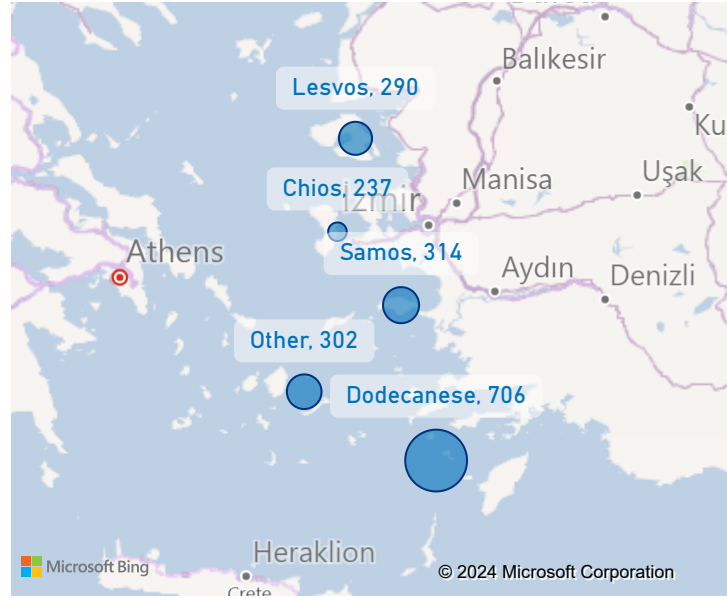 Balıkesir
Lesvos, 290
Ku
Uşak
Manisa
Chios, 237
İzmir
Athens
Samos, 314
Aydın
Denizli
Other, 302
Dodecanese, 706
Heraklion
Microsoft Bing
© 2024 Microsoft Corporation
Crete